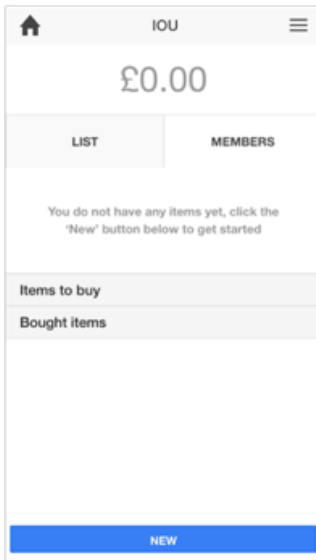 IOU
£0.00
LIST MEMBERS
You do not have any items yet, click the
‘New’ button below to get started
Items to buy
Bought items
NEW